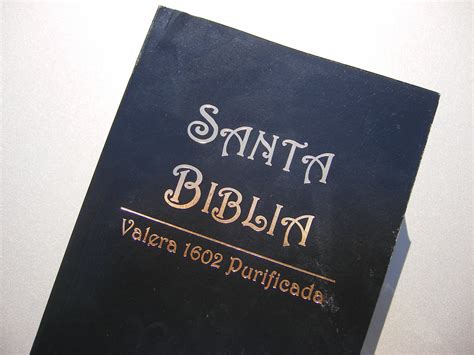 SANTA
BIBLIA
Valera 1602 Purificada